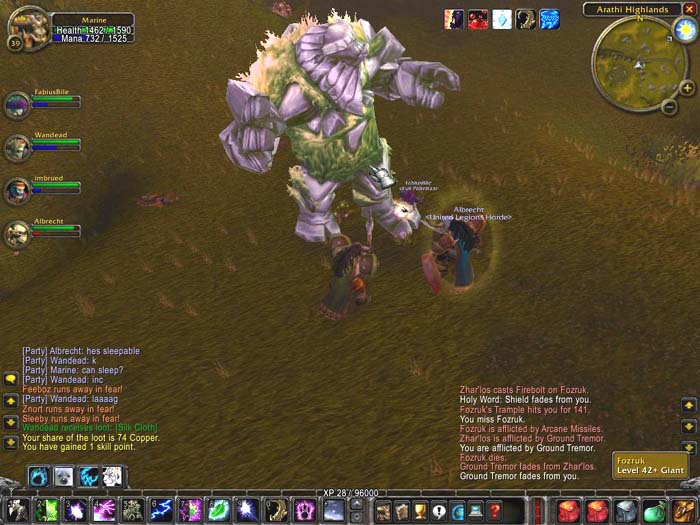 Marine
Health 1462 / 1590
Mana 732 / 1525
39
FabiusBile
Wandead
imbrued
Albrecht
Arathi Highlands
N
FabiusBile
Albrecht
<United Legions Horde>
[Party] Albrecht: hes sleepable
[Party] Wandead: k
[Party] Marine: can sleep?
[Party] Wandead: inc
Feeboz runs away in fear!
[Party] Wandead: laaaag
Znort runs away in fear!
Sleeby runs away in fear!
Wandead receives loot: [Silk Cloth]
Your share of the loot is 74 Copper.
You have gained 1 skill point.
Zhar'los casts Firebolt on Fozruk.
Holy Word: Shield fades from you.
Fozruk's Trample hits you for 141.
You miss Fozruk.
Fozruk is afflicted by Arcane Missiles.
Zhar'los is afflicted by Ground Tremor.
You are afflicted by Ground Tremor.
Fozruk dies.
Ground Tremor fades from Zhar'los.
Ground Tremor fades from you.
Fozruk
Level 42+ Giant
XP 28 / 96000